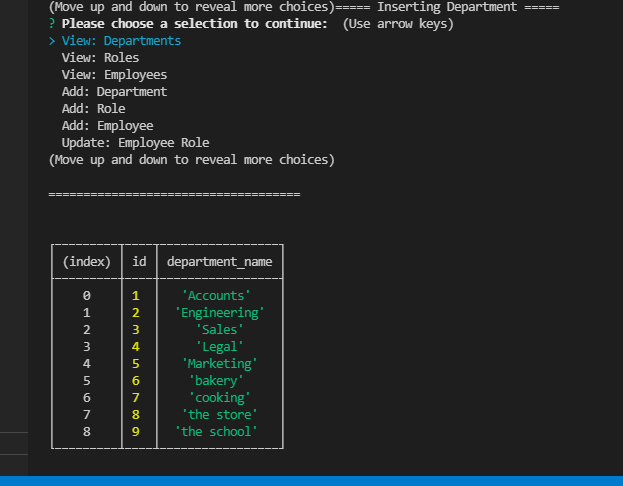 (Move up and down to reveal more choices)===== Inserting Department =====
? Please choose a selection to continue:  (Use arrow keys)
> View: Departments
  View: Roles
  View: Employees
  Add: Department
  Add: Role
  Add: Employee
  Update: Employee Role
(Move up and down to reveal more choices)
====================================
(index) id department_name
0 1 'Accounts'
1 2 'Engineering'
2 3 'Sales'
3 4 'Legal'
4 5 'Marketing'
5 6 'bakery'
6 7 'cooking'
7 8 'the store'
8 9 'the school'